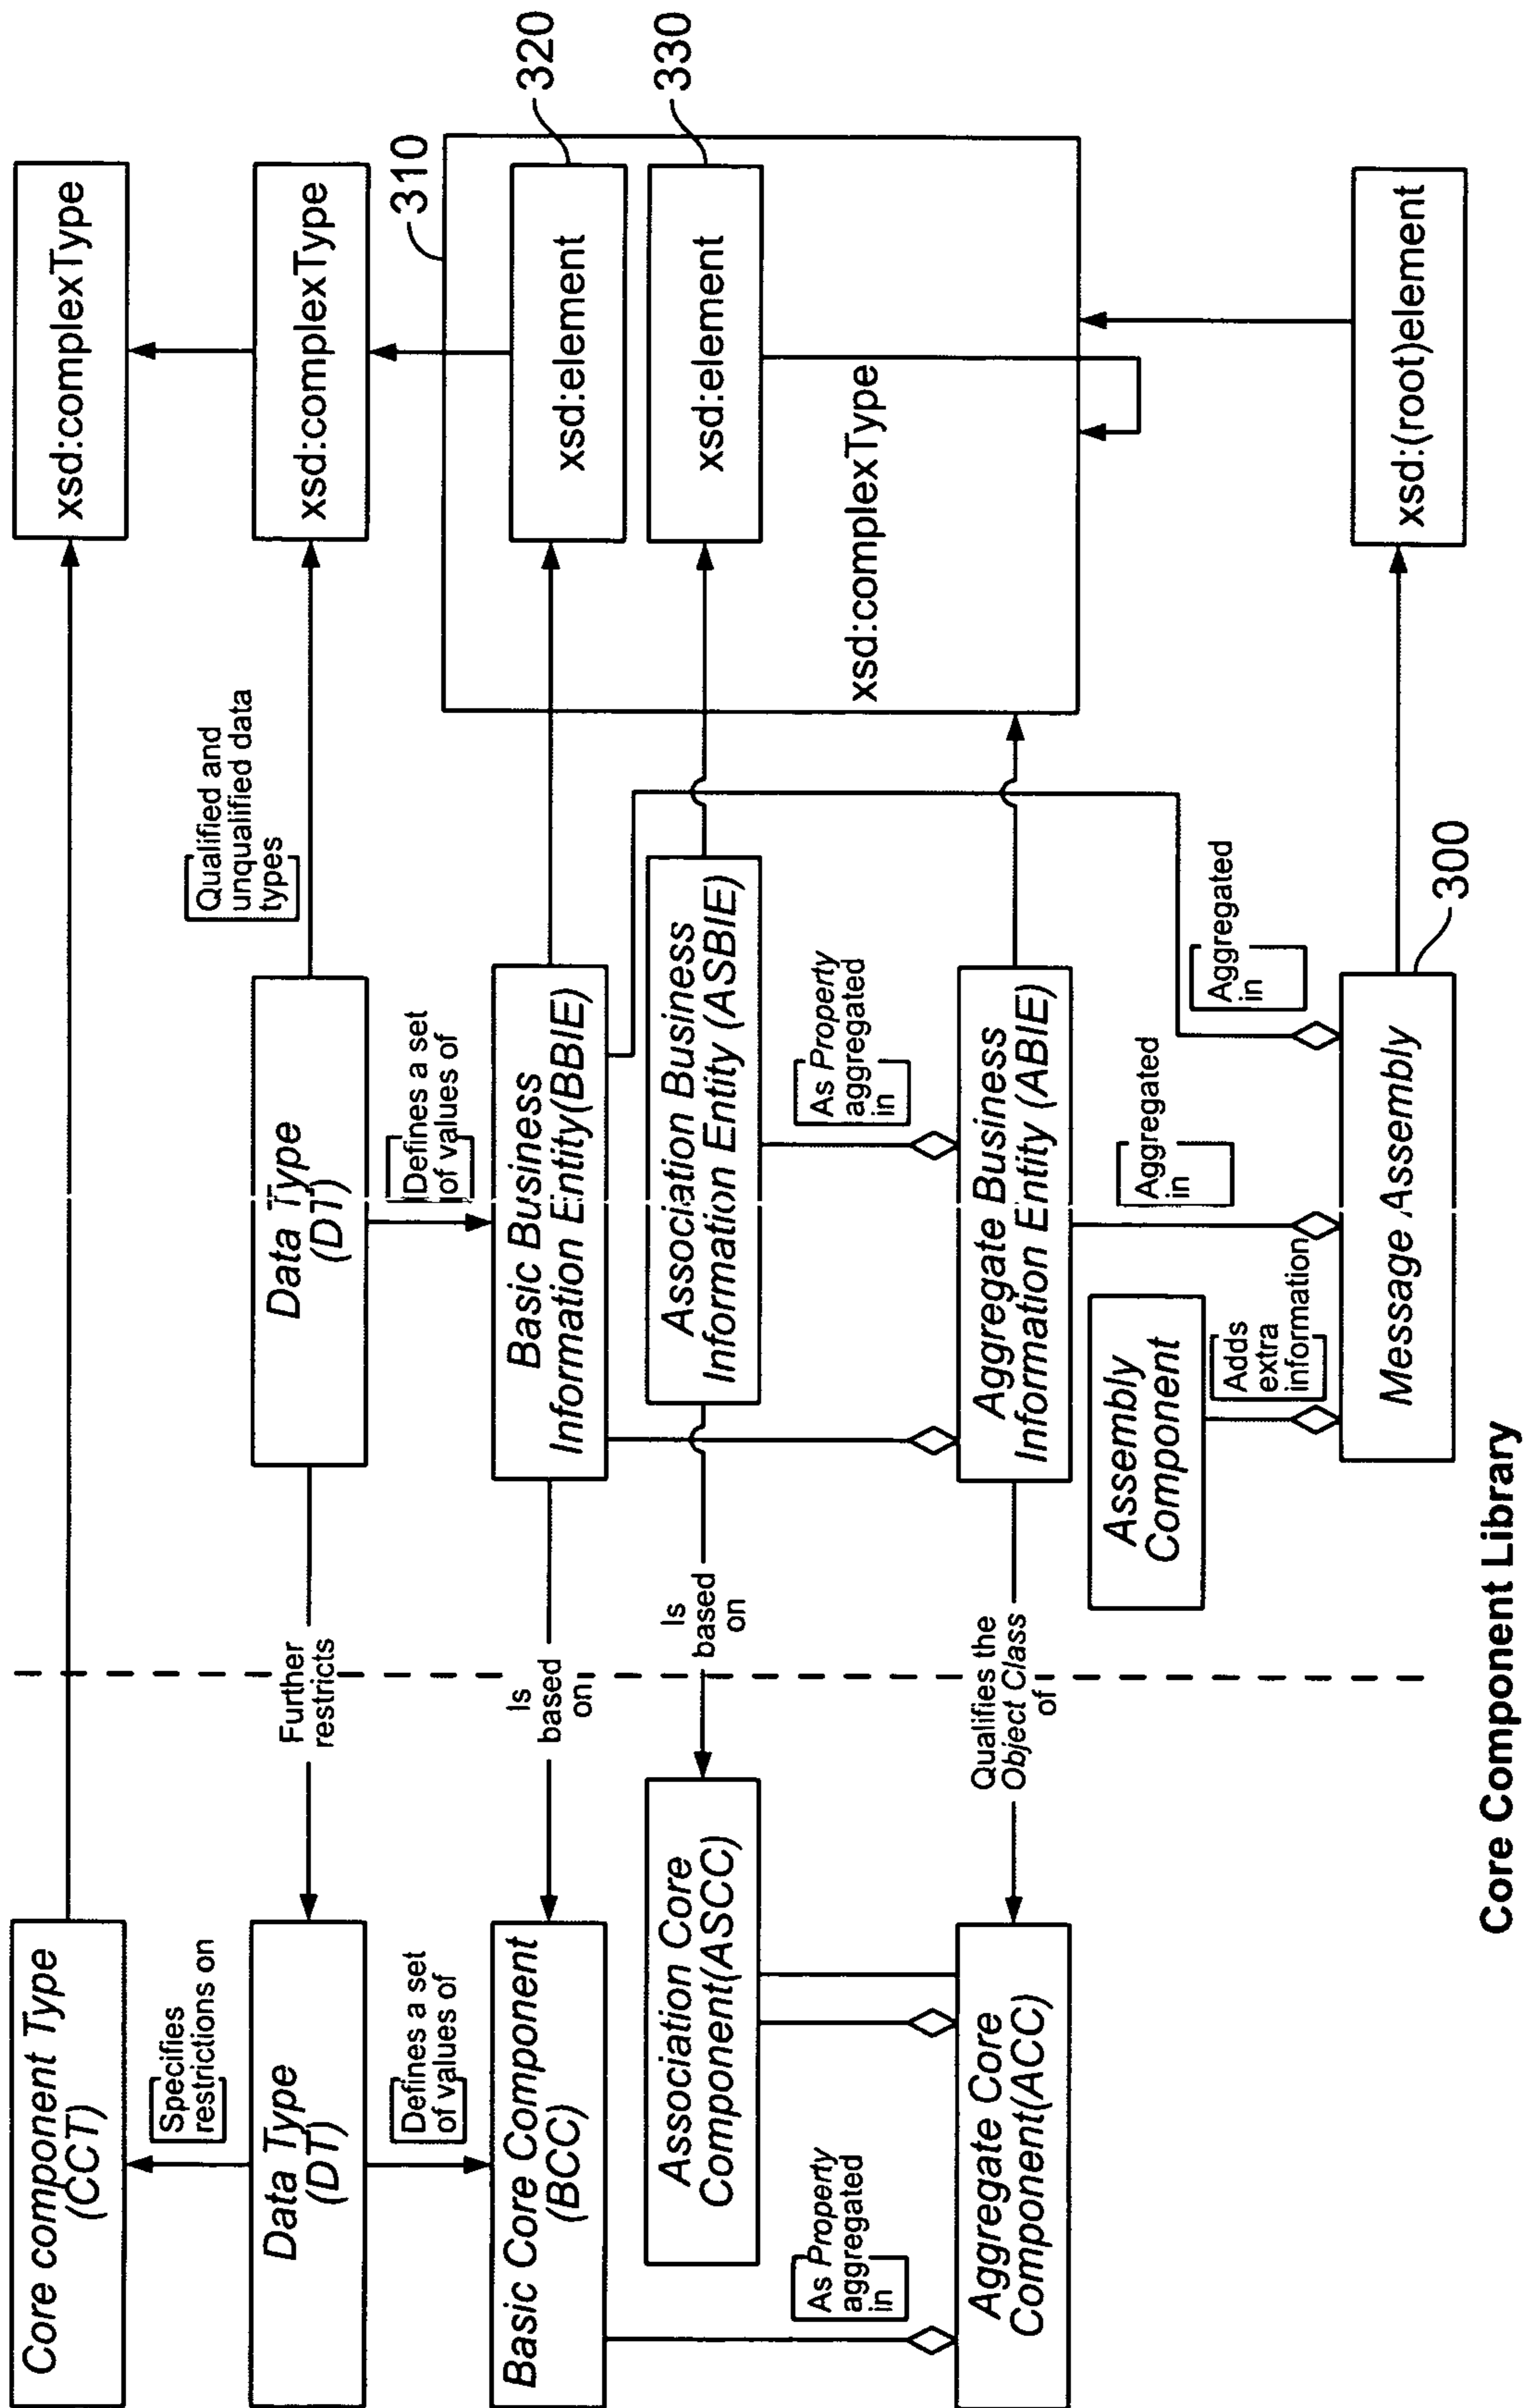 Core component Type
(CCT)
xsd:complexType
Specifies
restrictions on
Qualified and
unqualified data
types
Data Type
(DT)
Further
restricts
Data Type
(DT)
xsd:complexType
310
Defines a set
of values of
Defines a set
of values of
Basic Core Component
(BCC)
Is
based
on
Basic Business
Information Entity(BBIE)
xsd:element
320
Association Core
Component(ASCC)
Is
based
on
Association Business
Information Entity (ASBIE)
xsd:element
330
As Property
aggregated
in
As Property
aggregated
in
xsd:complexType
Aggregate Core
Component(ACC)
Qualifies the
Object Class
of
Aggregate Business
Information Entity (ABIE)
Assembly
Component
Aggregated
in
Aggregated
in
Adds
extra
information
Message Assembly
300
xsd:(root)element
Core Component Library